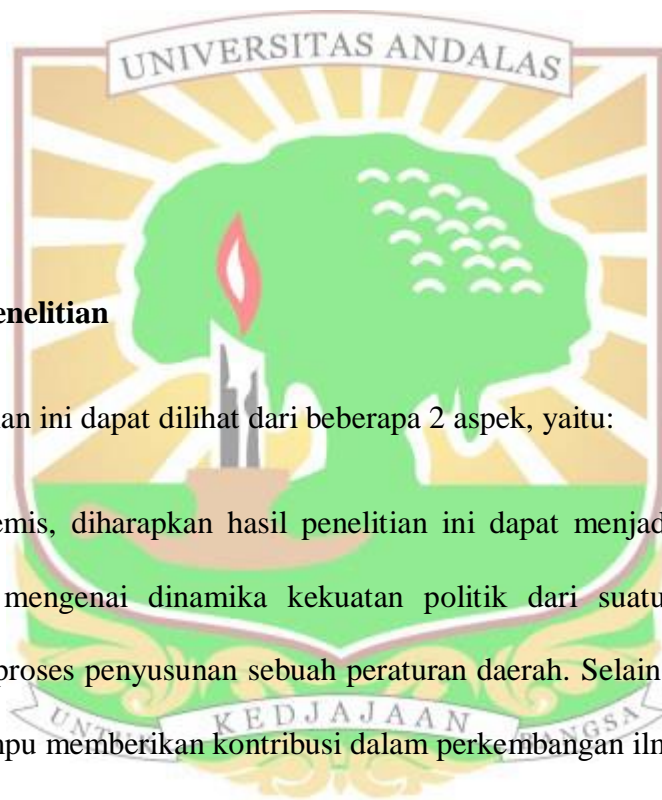 UNIVERSITAS ANDALAS
enelitian
an ini dapat dilihat dari beberapa 2 aspek, yaitu:
emis, diharapkan hasil penelitian ini dapat menjad
mengenai dinamika kekuatan politik dari suatu
proses penyusunan sebuah peraturan daerah. Selain
UNTUK KEDJAJAAN BANGSA
npu memberikan kontribusi dalam perkembangan iln